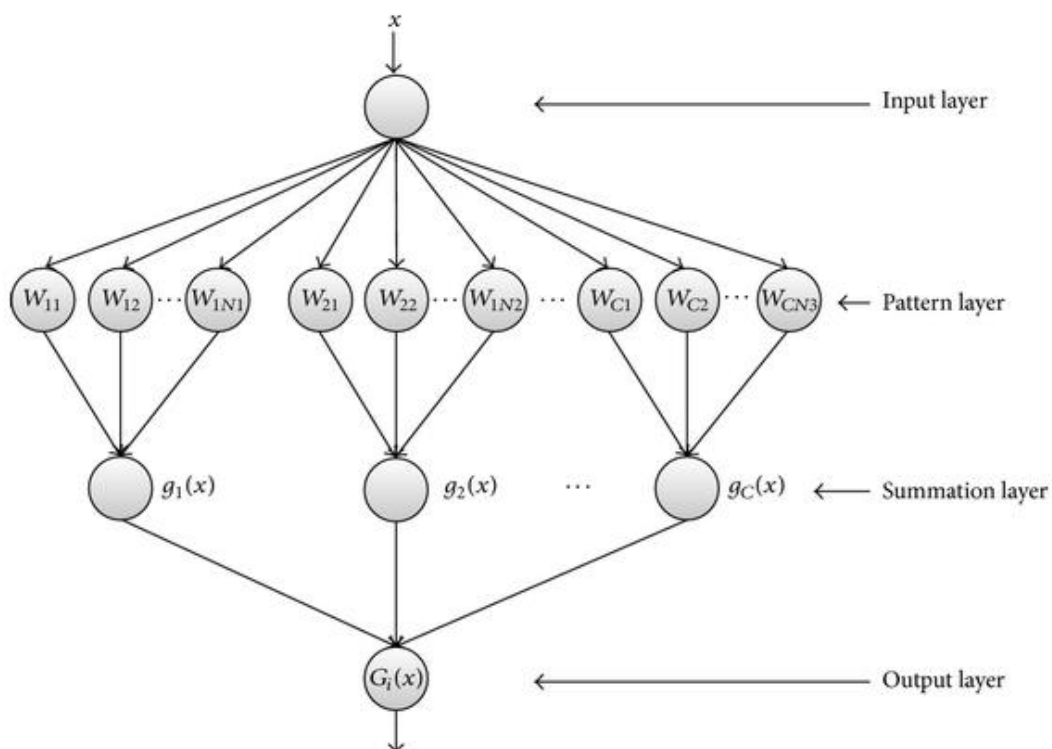 x
Input layer
W11 W12 ... W1N1 W21 W22 ... W1N2 ... WC1 WC2 ... WCN3 Pattern layer
g1(x) g2(x) ... gC(x) Summation layer
Gi(x) Output layer